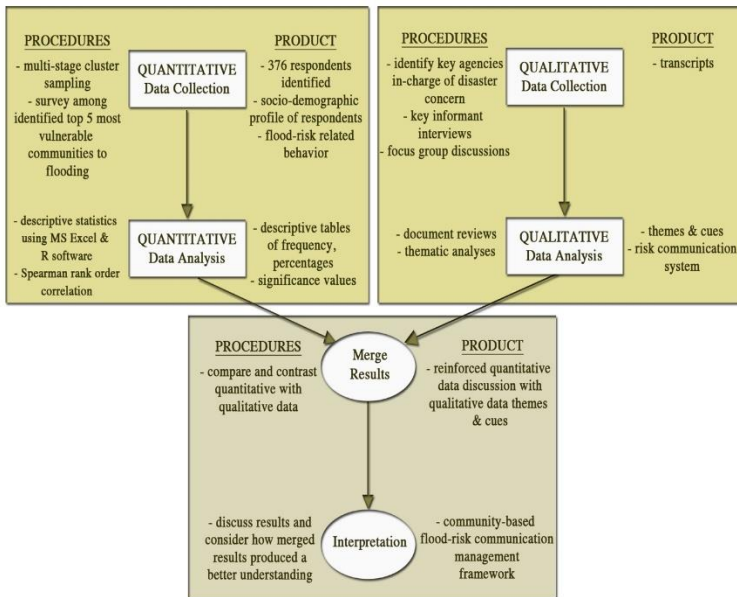 PROCEDURES
- multi-stage cluster
sampling
- survey among
identified top 5 most
vulnerable
communities to
flooding
QUANTITATIVE
Data Collection
PRODUCT
- 376 respondents
identified
- socio-demographic
profile of respondents
- flood-risk related
behavior
- descriptive statistics
using MS Excel &
R software
- Spearman rank order
correlation
QUANTITATIVE
Data Analysis
- descriptive tables
of frequency,
percentages
- significance values
PROCEDURES
- identify key agencies
in-charge of disaster
concern
- key informant
interviews
- focus group discussions
QUALITATIVE
Data Collection
PRODUCT
- transcripts
- document reviews
- thematic analyses
QUALITATIVE
Data Analysis
- themes & cues
- risk communication
system
PROCEDURES
- compare and contrast
quantitative with
qualitative data
Merge
Results
PRODUCT
- reinforced quantitative
data discussion with
qualitative data themes
& cues
- discuss results and
consider how merged
results produced a
better understanding
Interpretation
- community-based
flood-risk communication
management
framework